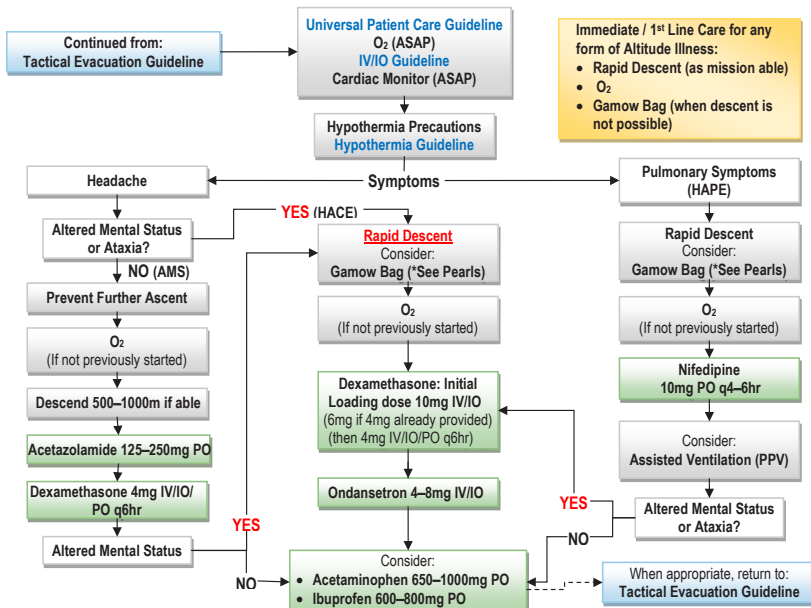 Continued from:
Tactical Evacuation Guideline
Universal Patient Care Guideline
O₂ (ASAP)
IV/IO Guideline
Cardiac Monitor (ASAP)
Immediate / 1st Line Care for any
form of Altitude Illness:
• Rapid Descent (as mission able)
• O₂
• Gamow Bag (when descent is
not possible)
Hypothermia Precautions
Hypothermia Guideline
Symptoms
Headache
Altered Mental Status
or Ataxia?
YES (HACE)
NO (AMS)
Prevent Further Ascent
O₂
(If not previously started)
Descend 500–1000m if able
Acetazolamide 125–250mg PO
Dexamethasone 4mg IV/IO/
PO q6hr
Altered Mental Status
YES
NO
Rapid Descent
Consider:
Gamow Bag (*See Pearls)
O₂
(If not previously started)
Dexamethasone: Initial
Loading dose 10mg IV/IO
(6mg if 4mg already provided)
(then 4mg IV/IO/PO q6hr)
Ondansetron 4–8mg IV/IO
Consider:
• Acetaminophen 650–1000mg PO
• Ibuprofen 600–800mg PO
Pulmonary Symptoms
(HAPE)
Rapid Descent
Consider:
Gamow Bag (*See Pearls)
O₂
(If not previously started)
Nifedipine
10mg PO q4–6hr
Consider:
Assisted Ventilation (PPV)
Altered Mental Status
or Ataxia?
YES
NO
When appropriate, return to:
Tactical Evacuation Guideline